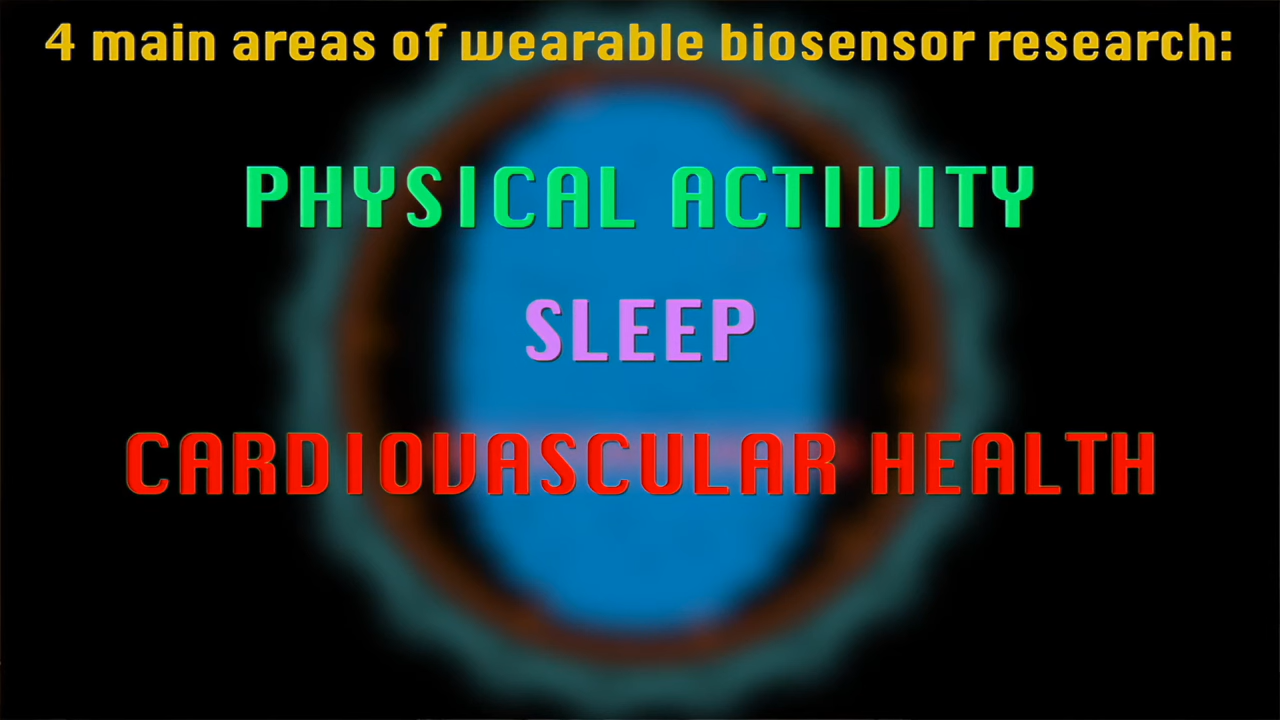 4 main areas of wearable biosensor research:
PHYSICAL ACTIVITY
SLEEP
CARDIOVASCULAR HEALTH